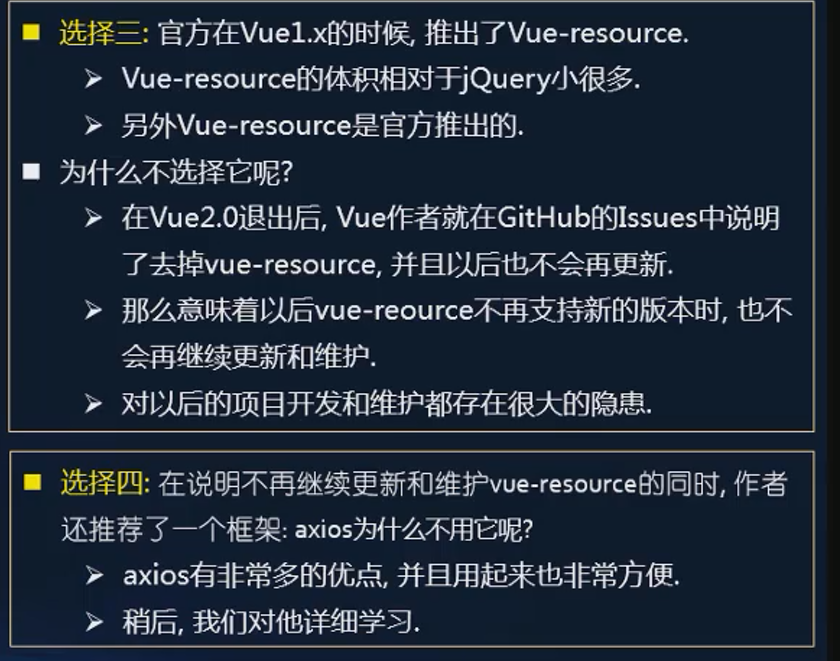 选择三: 官方在Vue1.x的时候, 推出了Vue-resource.
Vue-resource的体积相对于jQuery小很多.
另外Vue-resource是官方推出的.
为什么不选择它呢?
在Vue2.0退出后, Vue作者就在GitHub的Issues中说明
了去掉vue-resource, 并且以后也不会再更新.
那么意味着以后vue-reource不再支持新的版本时, 也不
会再继续更新和维护.
对以后的项目开发和维护都存在很大的隐患.
选择四: 在说明不再继续更新和维护vue-resource的同时, 作者
还推荐了一个框架: axios为什么不用它呢?
axios有非常多的优点, 并且用起来也非常方便.
稍后, 我们对他详细学习.